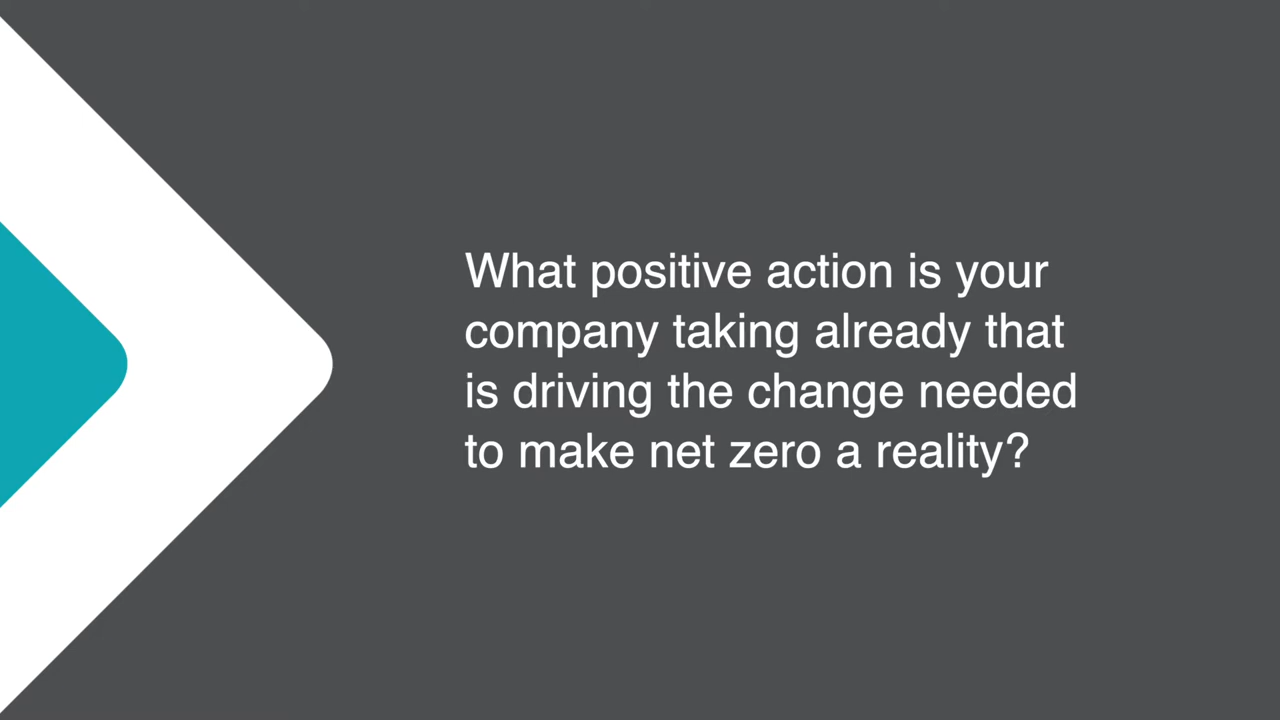 What positive action is your
company taking already that
is driving the change needed
to make net zero a reality?